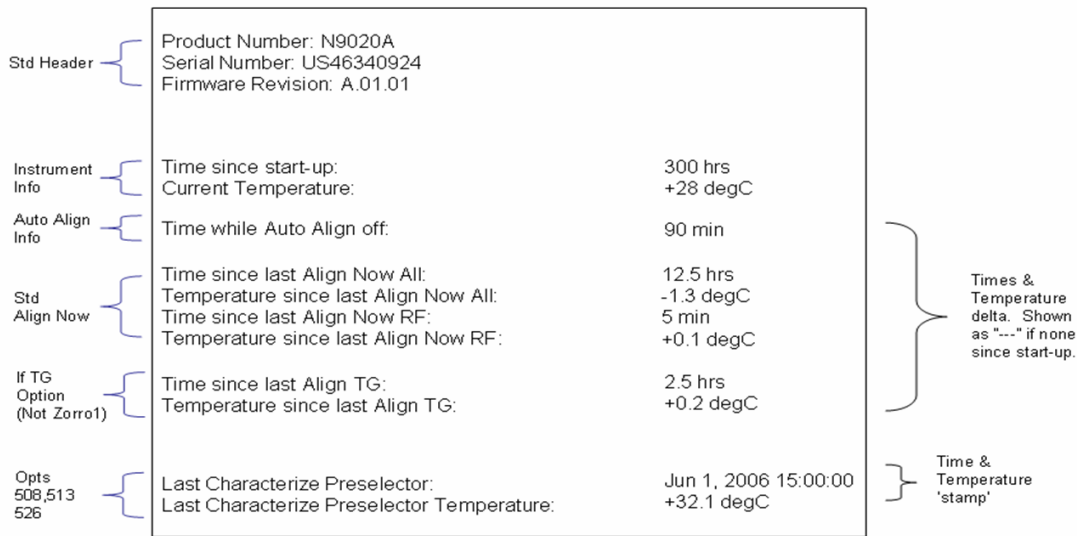 Std Header
Product Number: N9020A
Serial Number: US46340924
Firmware Revision: A.01.01
Instrument
Info
Time since start-up: 300 hrs
Current Temperature: +28 degC
Auto Align
Info
Time while Auto Align off: 90 min
Std
Align Now
Time since last Align Now All: 12.5 hrs
Temperature since last Align Now All: -1.3 degC
Time since last Align Now RF: 5 min
Temperature since last Align Now RF: +0.1 degC
Times &
Temperature
delta. Shown
as "---" if none
since start-up.
If TG
Option
(Not Zorro1)
Time since last Align TG: 2.5 hrs
Temperature since last Align TG: +0.2 degC
Opts
508,513
526
Last Characterize Preselector: Jun 1, 2006 15:00:00
Last Characterize Preselector Temperature: +32.1 degC
Time &
Temperature
'stamp'